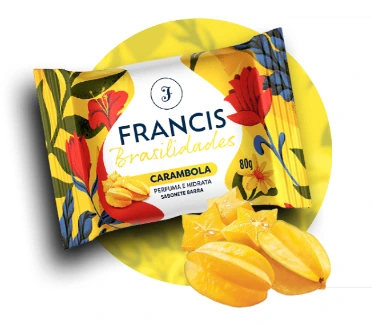 FRANCIS
Brasilidades
CARAMBOLA
80g
PERFUMA E HIDRATA
SABONETE BARRA